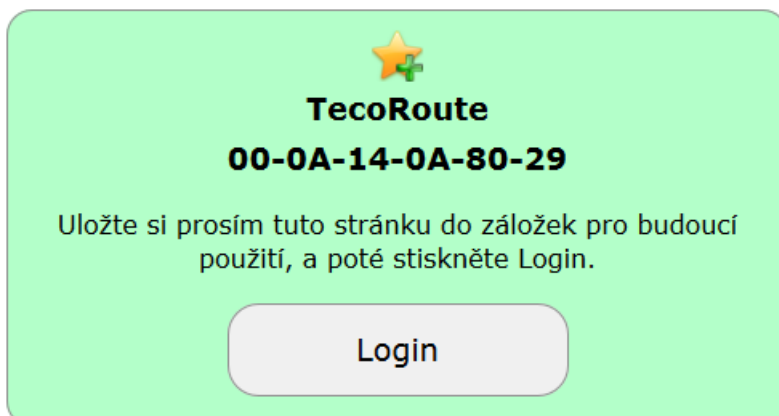 TecoRoute
00-0A-14-0A-80-29
Uložte si prosím tuto stránku do záložek pro budoucí
použití, a poté stiskněte Login.
Login